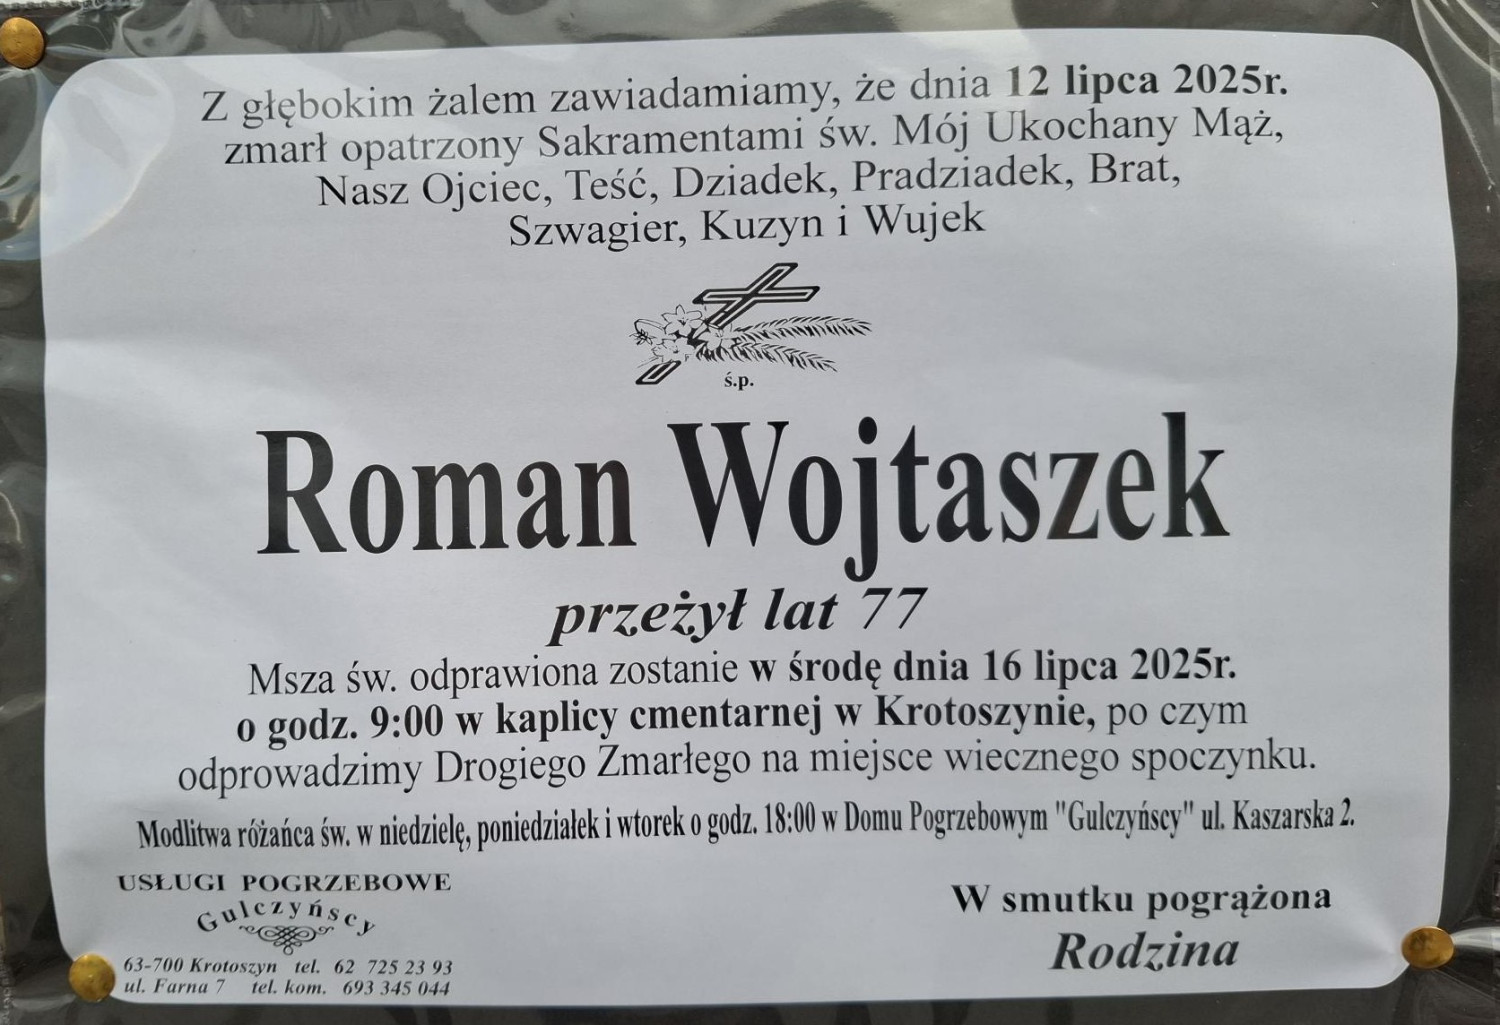 Z głębokim żalem zawiadamiamy, że dnia 12 lipca 2025r.
zmarł opatrzony Sakramentami św. Mój Ukochany Mąż,
Nasz Ojciec, Teść, Dziadek, Pradziadek, Brat,
Szwagier, Kuzyn i Wujek
ś.p.
Roman Wojtaszek
przeżył lat 77
Msza św. odprawiona zostanie w środę dnia 16 lipca 2025r.
o godz. 9:00 w kaplicy cmentarnej w Krotoszynie, po czym
odprowadzimy Drogiego Zmarłego na miejsce wiecznego spoczynku.
Modlitwa różańca św. w niedzielę, poniedziałek i wtorek o godz. 18:00 w Domu Pogrzebowym "Gulczyńscy" ul. Kaszarska 2.
USŁUGI POGRZEBOWE
Gulczyńscy
63-700 Krotoszyn tel. 62 725 23 93
ul. Farna 7 tel. kom. 693 345 044
W smutku pogrążona
Rodzina